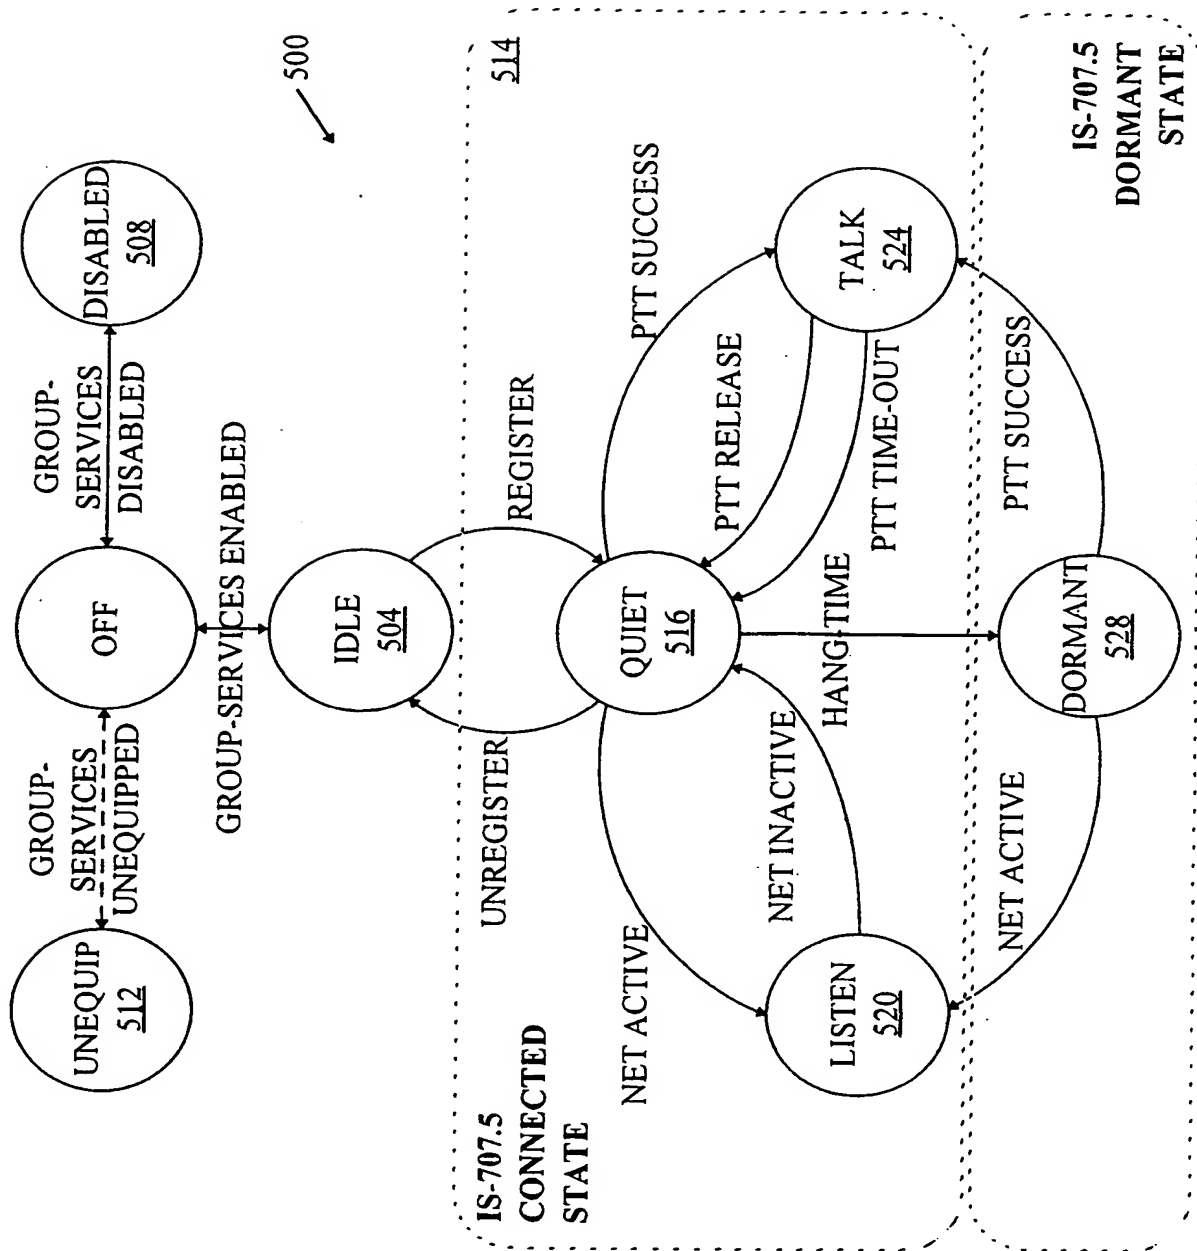 GROUP-
SERVICES
UNEQUIPPED
GROUP-
SERVICES
DISABLED
UNEQUIP
512
OFF
DISABLED
508
GROUP-SERVICES ENABLED
500
IDLE
504
UNREGISTER
REGISTER
514
IS-707.5
CONNECTED
STATE
NET ACTIVE
QUIET
516
PTT SUCCESS
PTT RELEASE
NET INACTIVE
HANG-TIME
PTT TIME-OUT
LISTEN
520
TALK
524
NET ACTIVE
DORMANT
528
PTT SUCCESS
IS-707.5
DORMANT
STATE